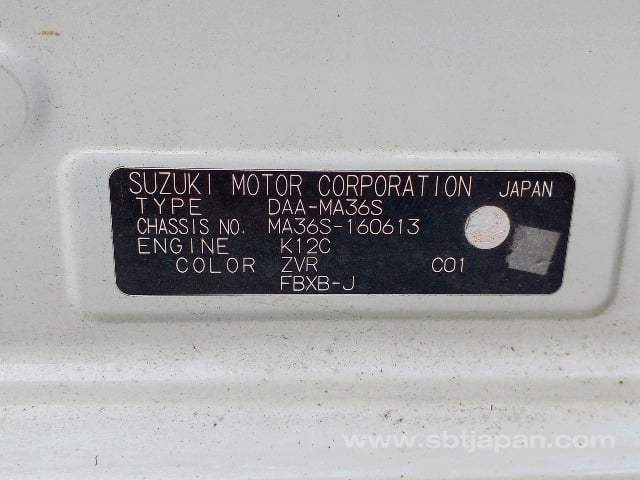 SUZUKI MOTOR CORPORATION JAPAN
TYPE DAA-MA36S
CHASSIS NO. MA36S-160613
ENGINE K12C
COLOR ZVR C01
FBXB-J
www.sbtjapan.com